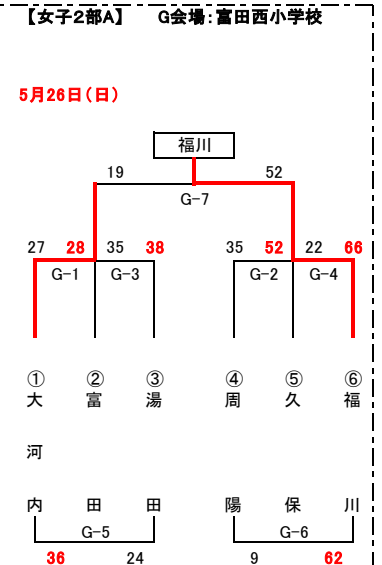 【女子２部A】 G会場：富田西小学校
5月26日（日）
福川
19 52
G-7
27 28 35 38 35 52 22 66
G-1 G-3 G-2 G-4
① ② ③ ④ ⑤ ⑥
大 富 湯 周 久 福
河
内 田 田 陽 保 川
G-5 G-6
36 24 9 62